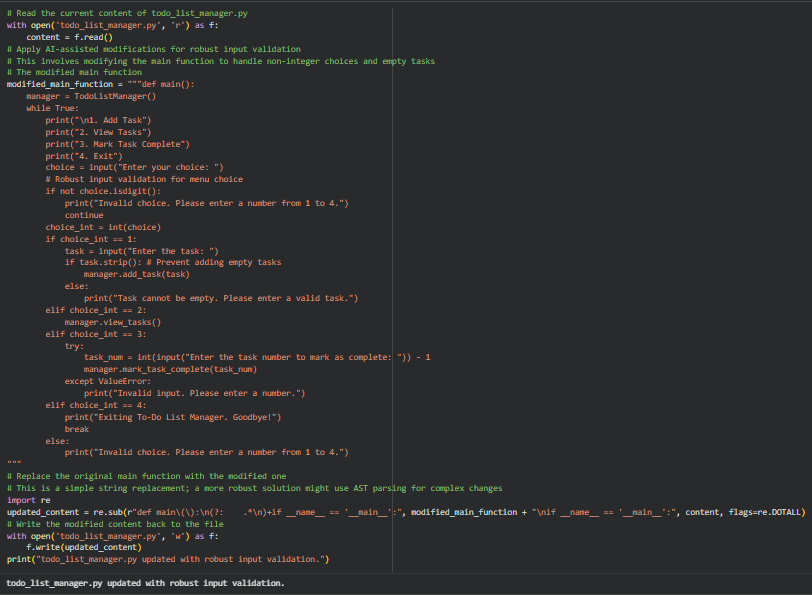 # Read the current content of todo_list_manager.py
with open('todo_list_manager.py', 'r') as f:
    content = f.read()
# Apply AI-assisted modifications for robust input validation
# This involves modifying the main function to handle non-integer choices and empty tasks
# The modified main function
modified_main_function = """def main():
    manager = TodoListManager()
    while True:
        print("\n1. Add Task")
        print("2. View Tasks")
        print("3. Mark Task Complete")
        print("4. Exit")
        choice = input("Enter your choice: ")
        # Robust input validation for menu choice
        if not choice.isdigit():
            print("Invalid choice. Please enter a number from 1 to 4.")
            continue
        choice_int = int(choice)
        if choice_int == 1:
            task = input("Enter the task: ")
            if task.strip(): # Prevent adding empty tasks
                manager.add_task(task)
            else:
                print("Task cannot be empty. Please enter a valid task.")
        elif choice_int == 2:
            manager.view_tasks()
        elif choice_int == 3:
            try:
                task_num = int(input("Enter the task number to mark as complete: ")) - 1
                manager.mark_task_complete(task_num)
            except ValueError:
                print("Invalid input. Please enter a number.")
        elif choice_int == 4:
            print("Exiting To-Do List Manager. Goodbye!")
            break
        else:
            print("Invalid choice. Please enter a number from 1 to 4.")
"""
# Replace the original main function with the modified one
# This is a simple string replacement; a more robust solution might use AST parsing for complex changes
import re
updated_content = re.sub(r"def main\(\):\n(?:    .*\n)+if __name__ == '__main__':", modified_main_function + "\nif __name__ == '__main__':", content, flags=re.DOTALL)
# Write the modified content back to the file
with open('todo_list_manager.py', 'w') as f:
    f.write(updated_content)
print("todo_list_manager.py updated with robust input validation.")
todo_list_manager.py updated with robust input validation.